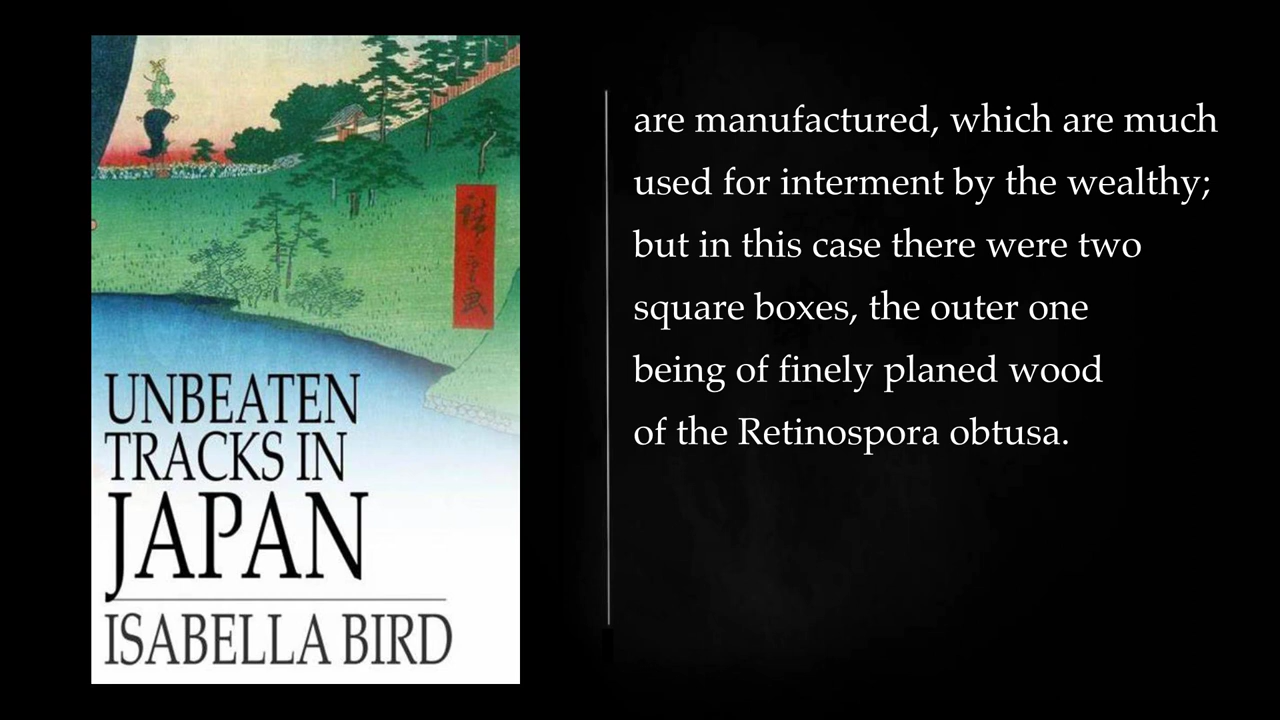 UNBEATEN
TRACKS IN
JAPAN
ISABELLA BIRD
are manufactured, which are much
used for interment by the wealthy;
but in this case there were two
square boxes, the outer one
being of finely planed wood
of the Retinospora obtusa.